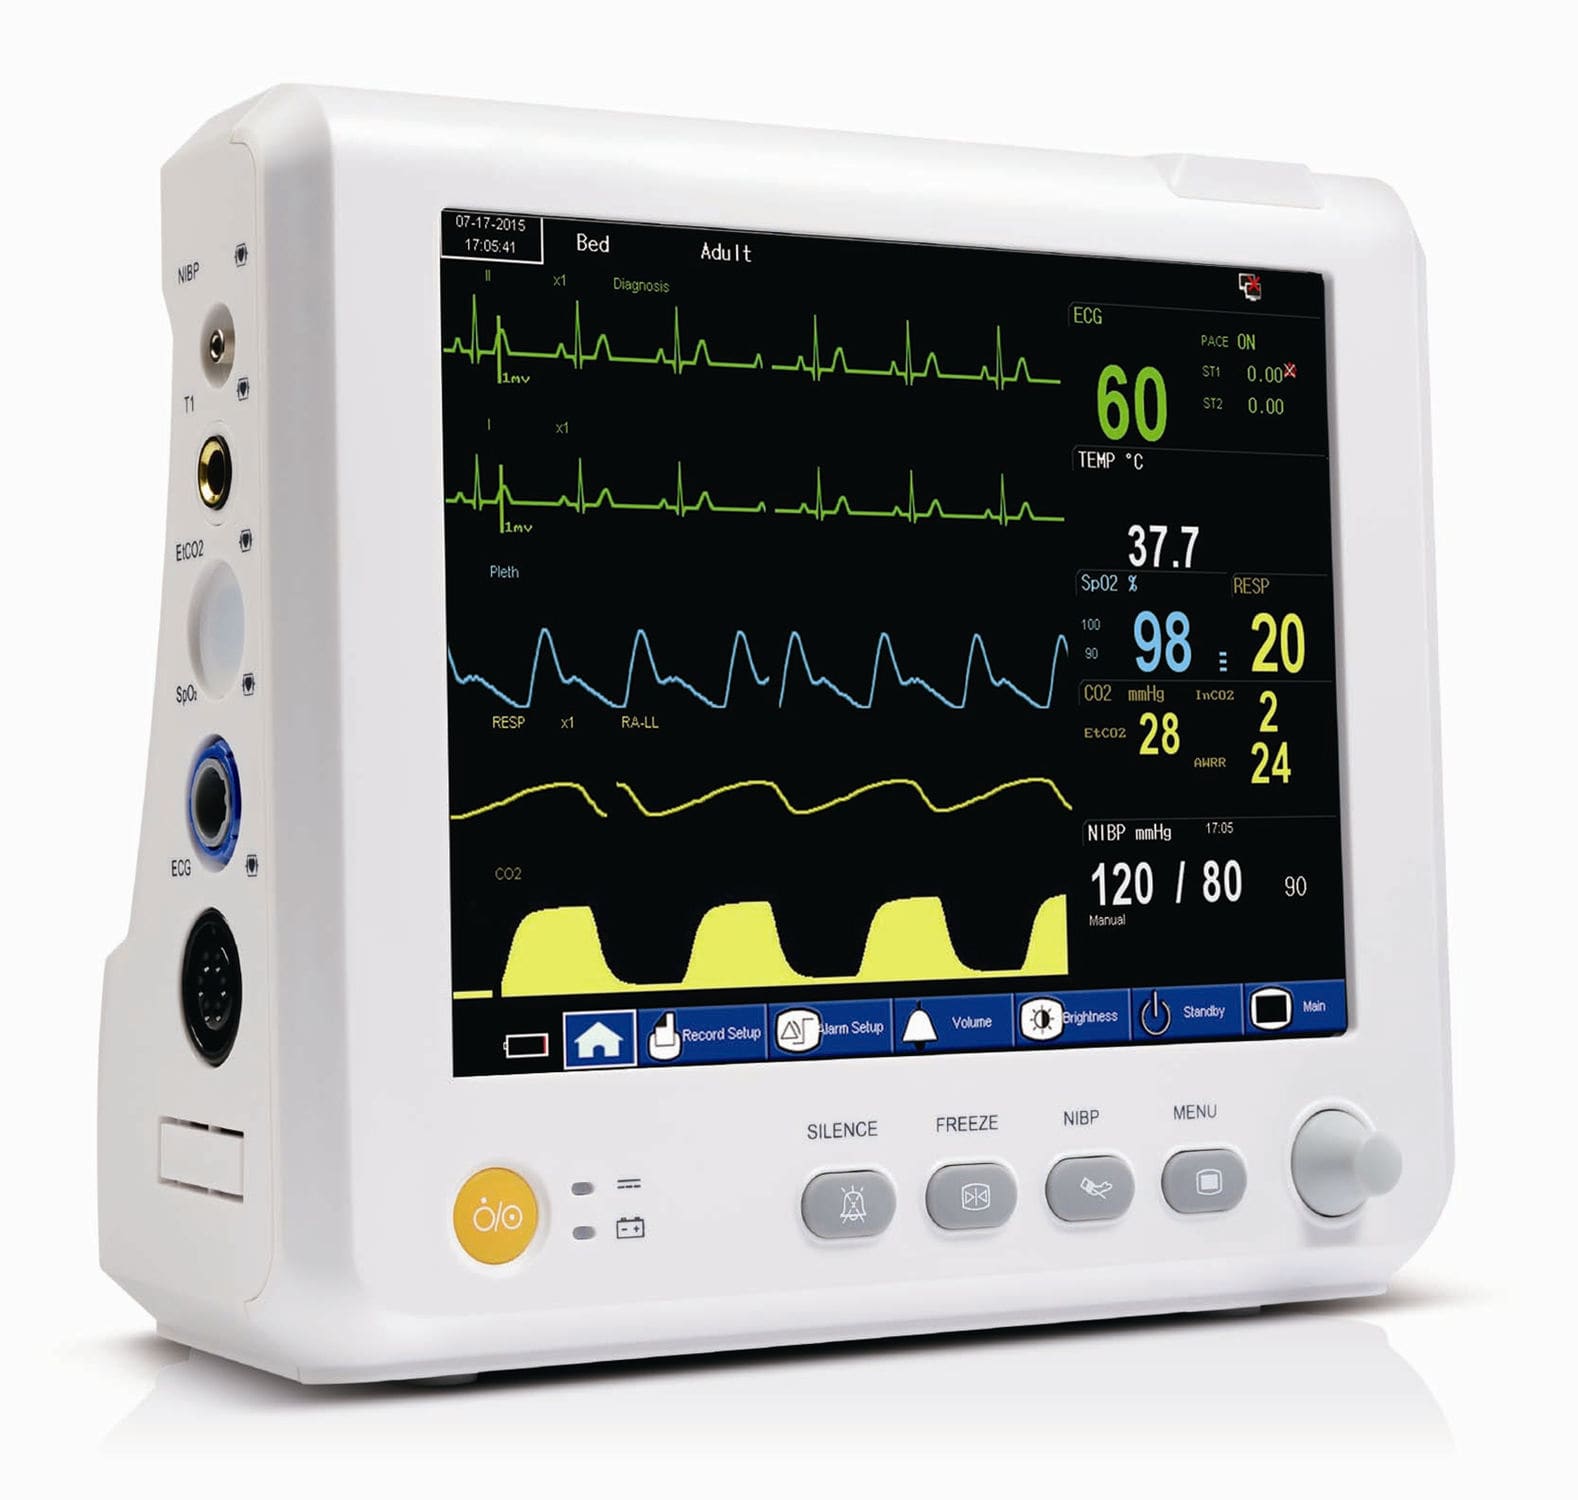 07-17-2015
17:05:41
Bed
Adult
II x1 Diagnosis
1mv
I x1
1mv
Pleth
RESP x1 RA-LL
CO2
ECG
60
PACE ON
ST1 0.00
ST2 0.00
TEMP °C
37.7
SpO2 %
100
90
98
RESP
20
CO2 mmHg
InCO2 2
EtCO2 28
AWRR 24
NIBP mmHg 17:05
120 / 80 90
Manual
Record Setup
Alarm Setup
Volume
Brightness
Standby
Main
NIBP
T1
EtCO2
SpO₂
ECG
SILENCE
FREEZE
NIBP
MENU